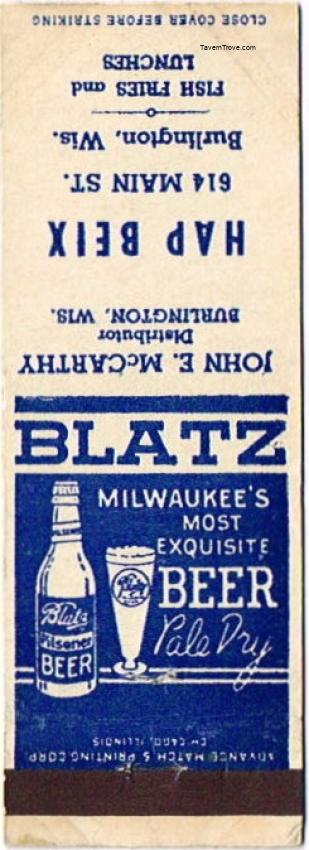 CLOSE COVER BEFORE STRIKING
TavernTrove.com
JOHN E. McCARTHY
Distributor
BURLINGTON, WIS.
HAP BEIX
614 MAIN ST.
Burlington, Wis.
FISH FRIES and
LUNCHES
BLATZ
MILWAUKEE'S
MOST
EXQUISITE
BEER
Pale Dry
Blatz
Pilsener
BEER
ADVANCE MATCH & PRINTING CORP.
CHICAGO, ILLINOIS